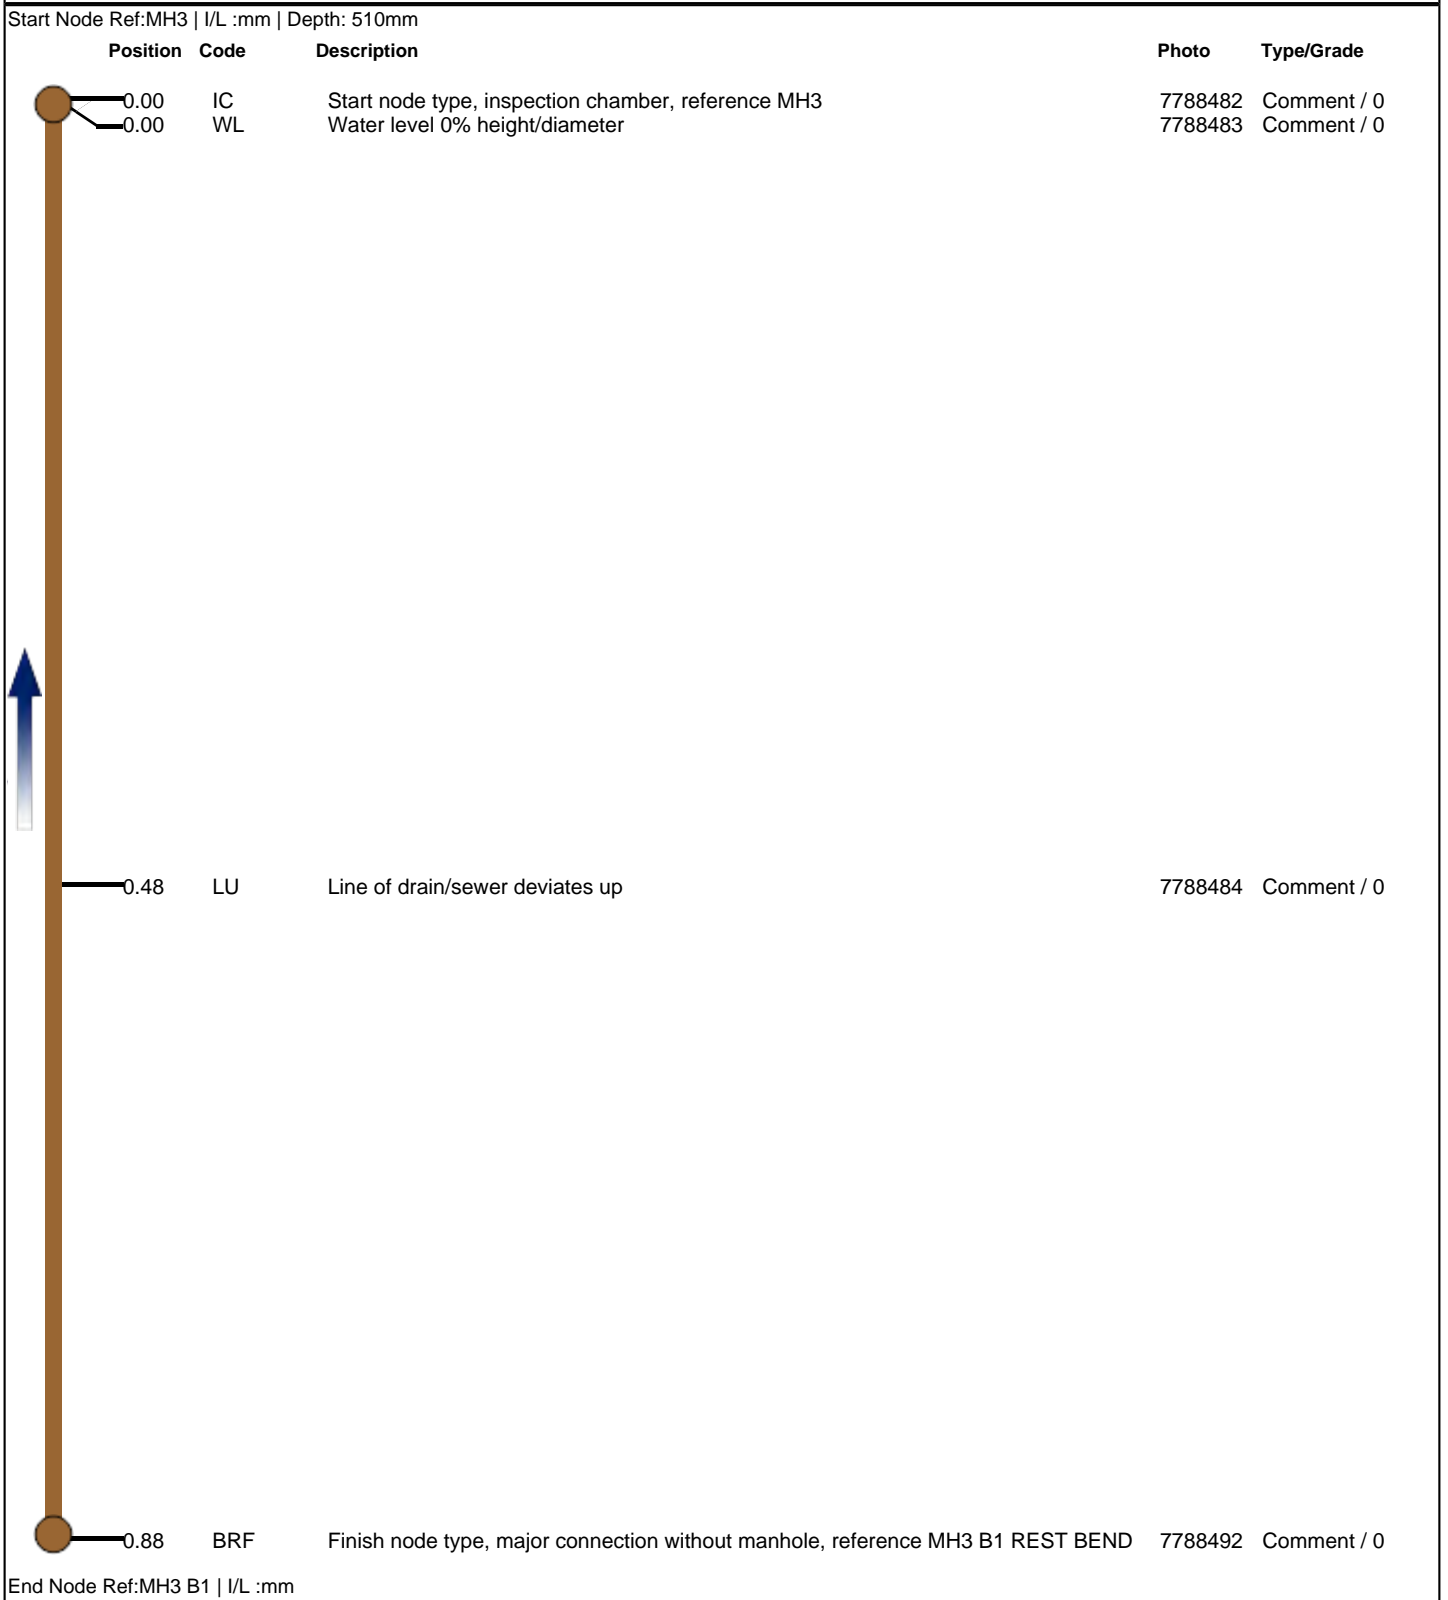 Start Node Ref:MH3 | I/L :mm | Depth: 510mm
Position Code Description Photo Type/Grade
0.00 IC Start node type, inspection chamber, reference MH3 7788482 Comment / 0
0.00 WL Water level 0% height/diameter 7788483 Comment / 0
0.48 LU Line of drain/sewer deviates up 7788484 Comment / 0
0.88 BRF Finish node type, major connection without manhole, reference MH3 B1 REST BEND 7788492 Comment / 0
End Node Ref:MH3 B1 | I/L :mm